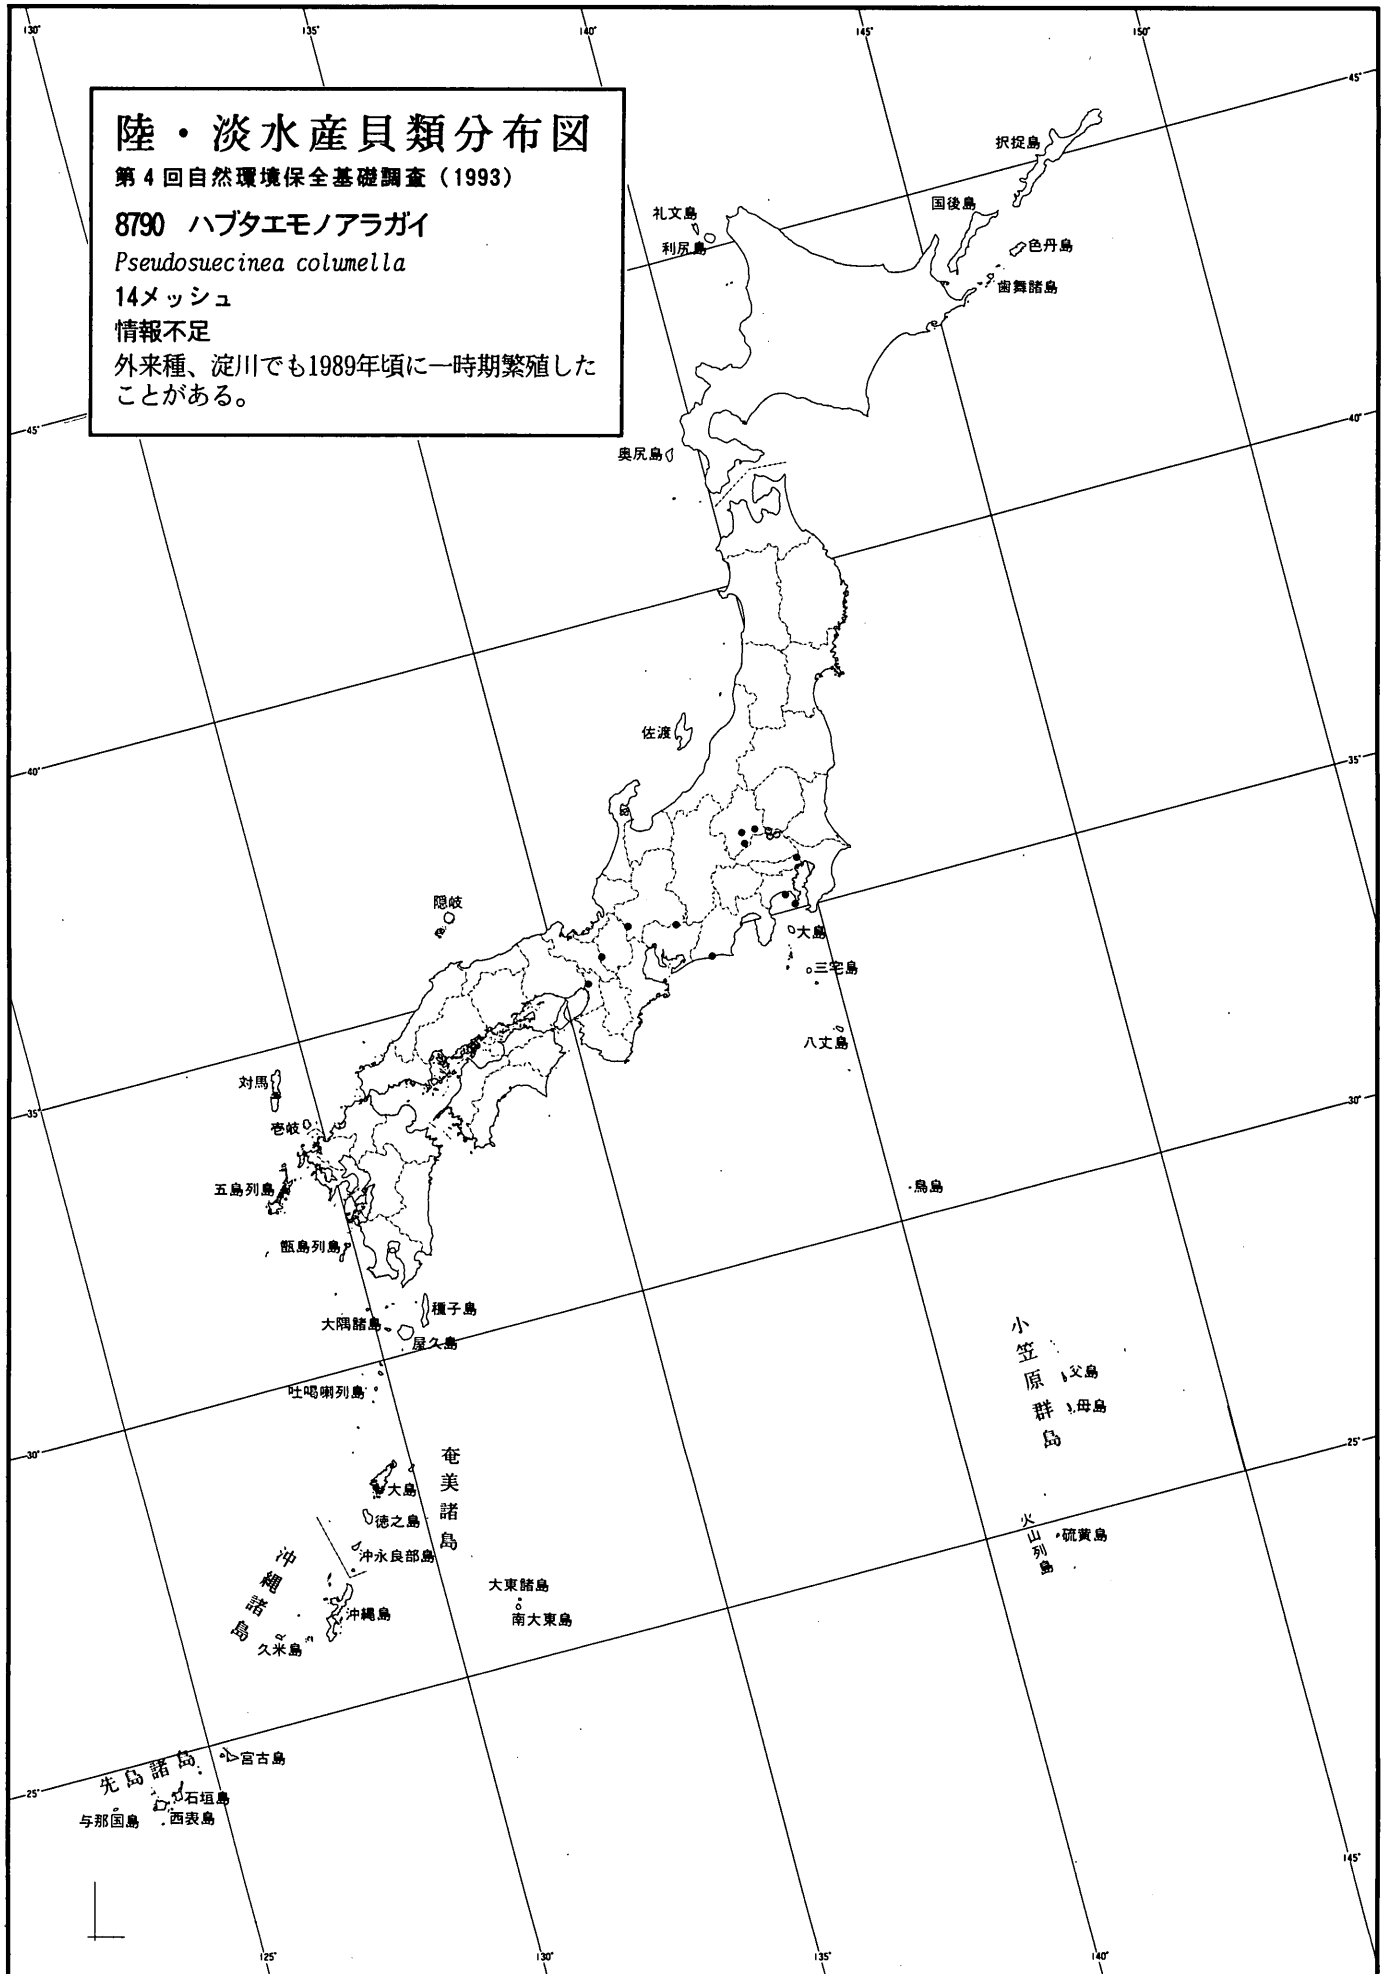 130°
135°
140°
145°
150°
45°
陸・淡水産貝類分布図
第4回自然環境保全基礎調査（1993）
8790 ハブタエモノアラガイ
Pseudosuecinea columella
14メッシュ
情報不足
外来種、淀川でも1989年頃に一時期繁殖した
ことがある。
択捉島
国後島
色丹島
歯舞諸島
礼文島
利尻島
45°
40°
奥尻島
佐渡
40°
35°
隠岐
大島
三宅島
八丈島
対馬
35°
壱岐
30°
五島列島
鳥島
甑島列島
種子島
大隅諸島
屋久島
吐噶喇列島
小笠原群島
父島
母島
25°
30°
奄美諸島
大島
徳之島
沖永良部島
火山列島
硫黄島
沖縄諸島
沖縄島
久米島
大東諸島
南大東島
先島諸島
宮古島
石垣島
西表島
与那国島
25°
145°
125°
130°
135°
140°